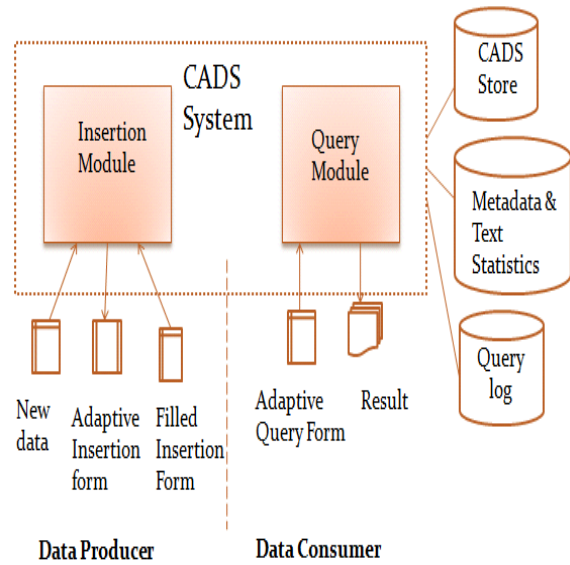 CADS
System
Insertion
Module
Query
Module
CADS
Store
Metadata &
Text
Statistics
Query
log
New
data
Adaptive
Insertion
form
Filled
Insertion
Form
Adaptive
Query Form
Result
Data Producer
Data Consumer